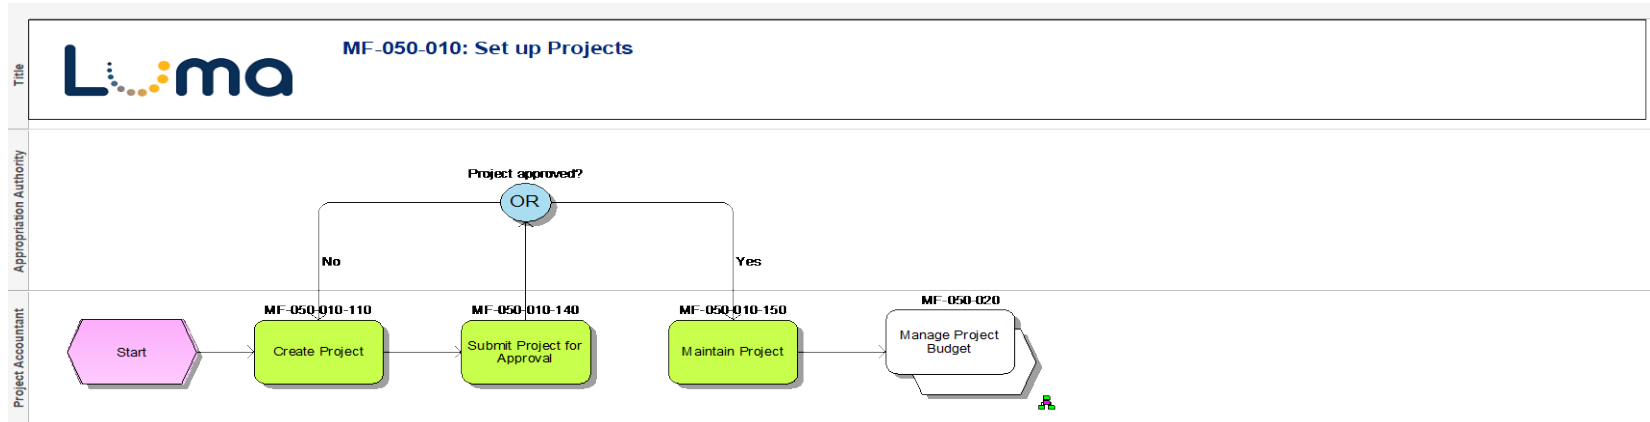 Title
Luma
MF-050-010: Set up Projects
Appropriation Authority
Project approved?
OR
No
Yes
Project Accountant
Start
MF-050-010-110
Create Project
MF-050-010-140
Submit Project for
Approval
MF-050-010-150
Maintain Project
MF-050-020
Manage Project
Budget